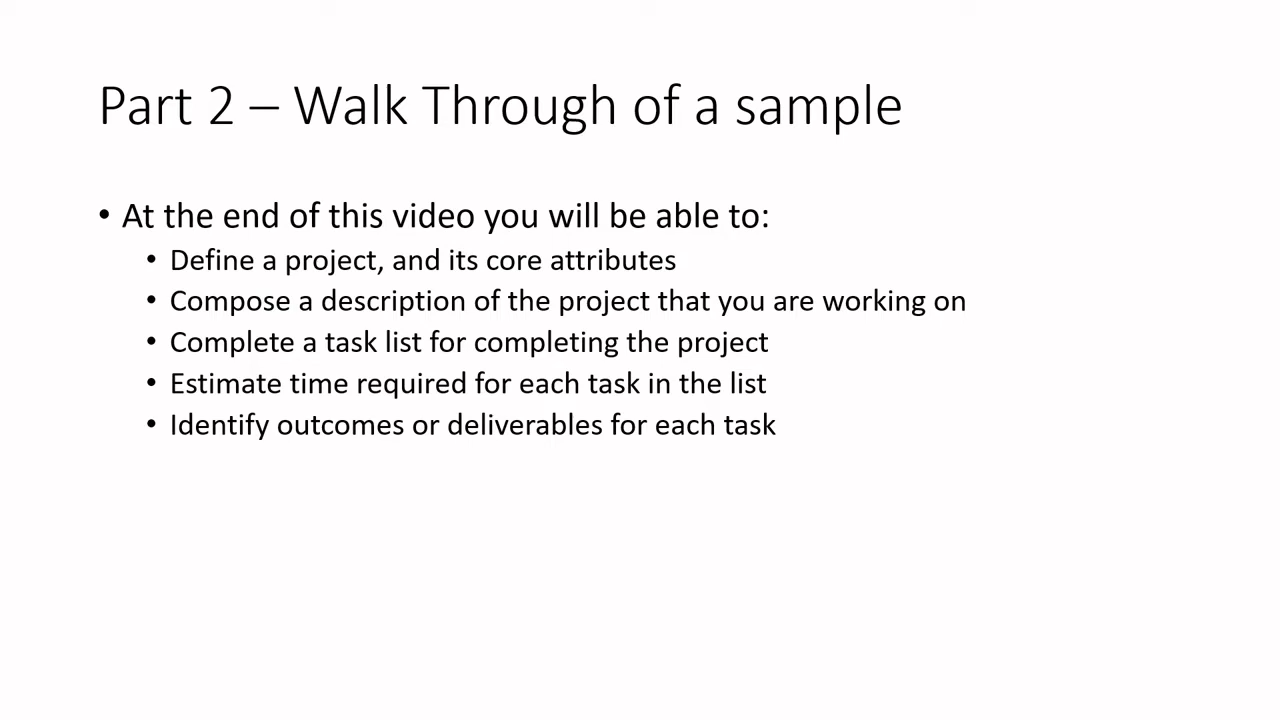 Part 2 – Walk Through of a sample
• At the end of this video you will be able to:
• Define a project, and its core attributes
• Compose a description of the project that you are working on
• Complete a task list for completing the project
• Estimate time required for each task in the list
• Identify outcomes or deliverables for each task